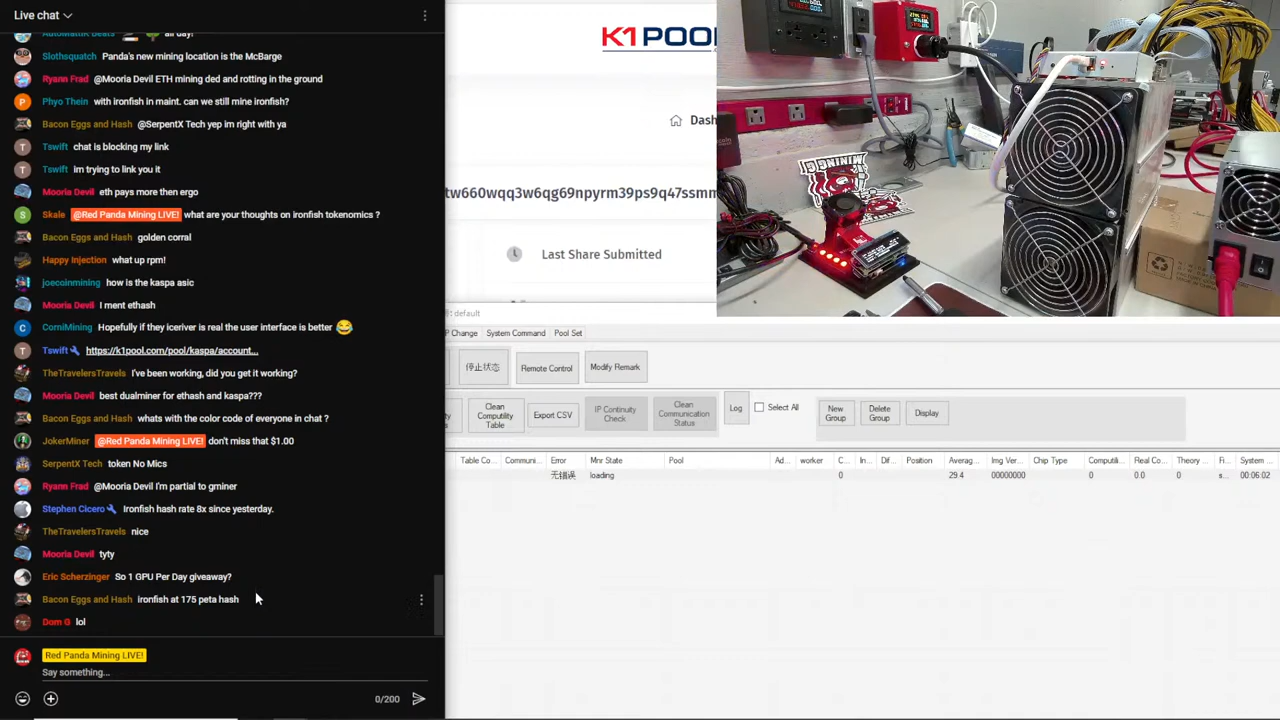 Live chat
AutoMatiK Beats all day!
Slothsquatch Panda's new mining location is the McBarge
Ryann Frad @Mooria Devil ETH mining ded and rotting in the ground
Phyo Thein with ironfish in maint. can we still mine ironfish?
Bacon Eggs and Hash @SerpentX Tech yep im right with ya
Tswift chat is blocking my link
Tswift Im trying to link you it
Mooria Devil eth pays more then ergo
Skale @Red Panda Mining LIVE! what are your thoughts on ironfish tokenomics ?
Bacon Eggs and Hash golden corral
Happy Injection what up rpm!
joecoinmining how is the kaspa asic
Mooria Devil I ment ethash
CorniMining Hopefully if they iceriver is real the user interface is better 😂
Tswift https://k1pool.com/pool/kaspa/account...
TheTravelersTravels I've been working, did you get it working?
Mooria Devil best dualminer for ethash and kaspa???
Bacon Eggs and Hash whats with the color code of everyone in chat ?
JokerMiner @Red Panda Mining LIVE! don't miss that $1.00
SerpentX Tech token No Mics
Ryann Frad @Mooria Devil I'm partial to gminer
Stephen Cicero Ironfish hash rate 8x since yesterday.
TheTravelersTravels nice
Mooria Devil tyty
Eric Scherzinger So 1 GPU Per Day giveaway?
Bacon Eggs and Hash ironfish at 175 peta hash
Dom G lol
Red Panda Mining LIVE!
Say something...
0/200
K1POOL
Dash
tw660wqq3w6qg69npyrm39ps9q47ssmm
Last Share Submitted
: default
P Change System Command Pool Set
停止状态 Remote Control Modify Remark
Clean Computility Table Export CSV IP Continuity Check Clean Communication Status Log Select All New Group Delete Group Display
Table Co... Communi... Error Mnr State Pool Ad... worker C... In... Dif... Position Averag... Img Ver... Chip Type Computili... Real Co... Theory ... Fi... System ...
无错误 loading 0 29.4 00000000 0 0.0 0 s... 00:06:02
MINING